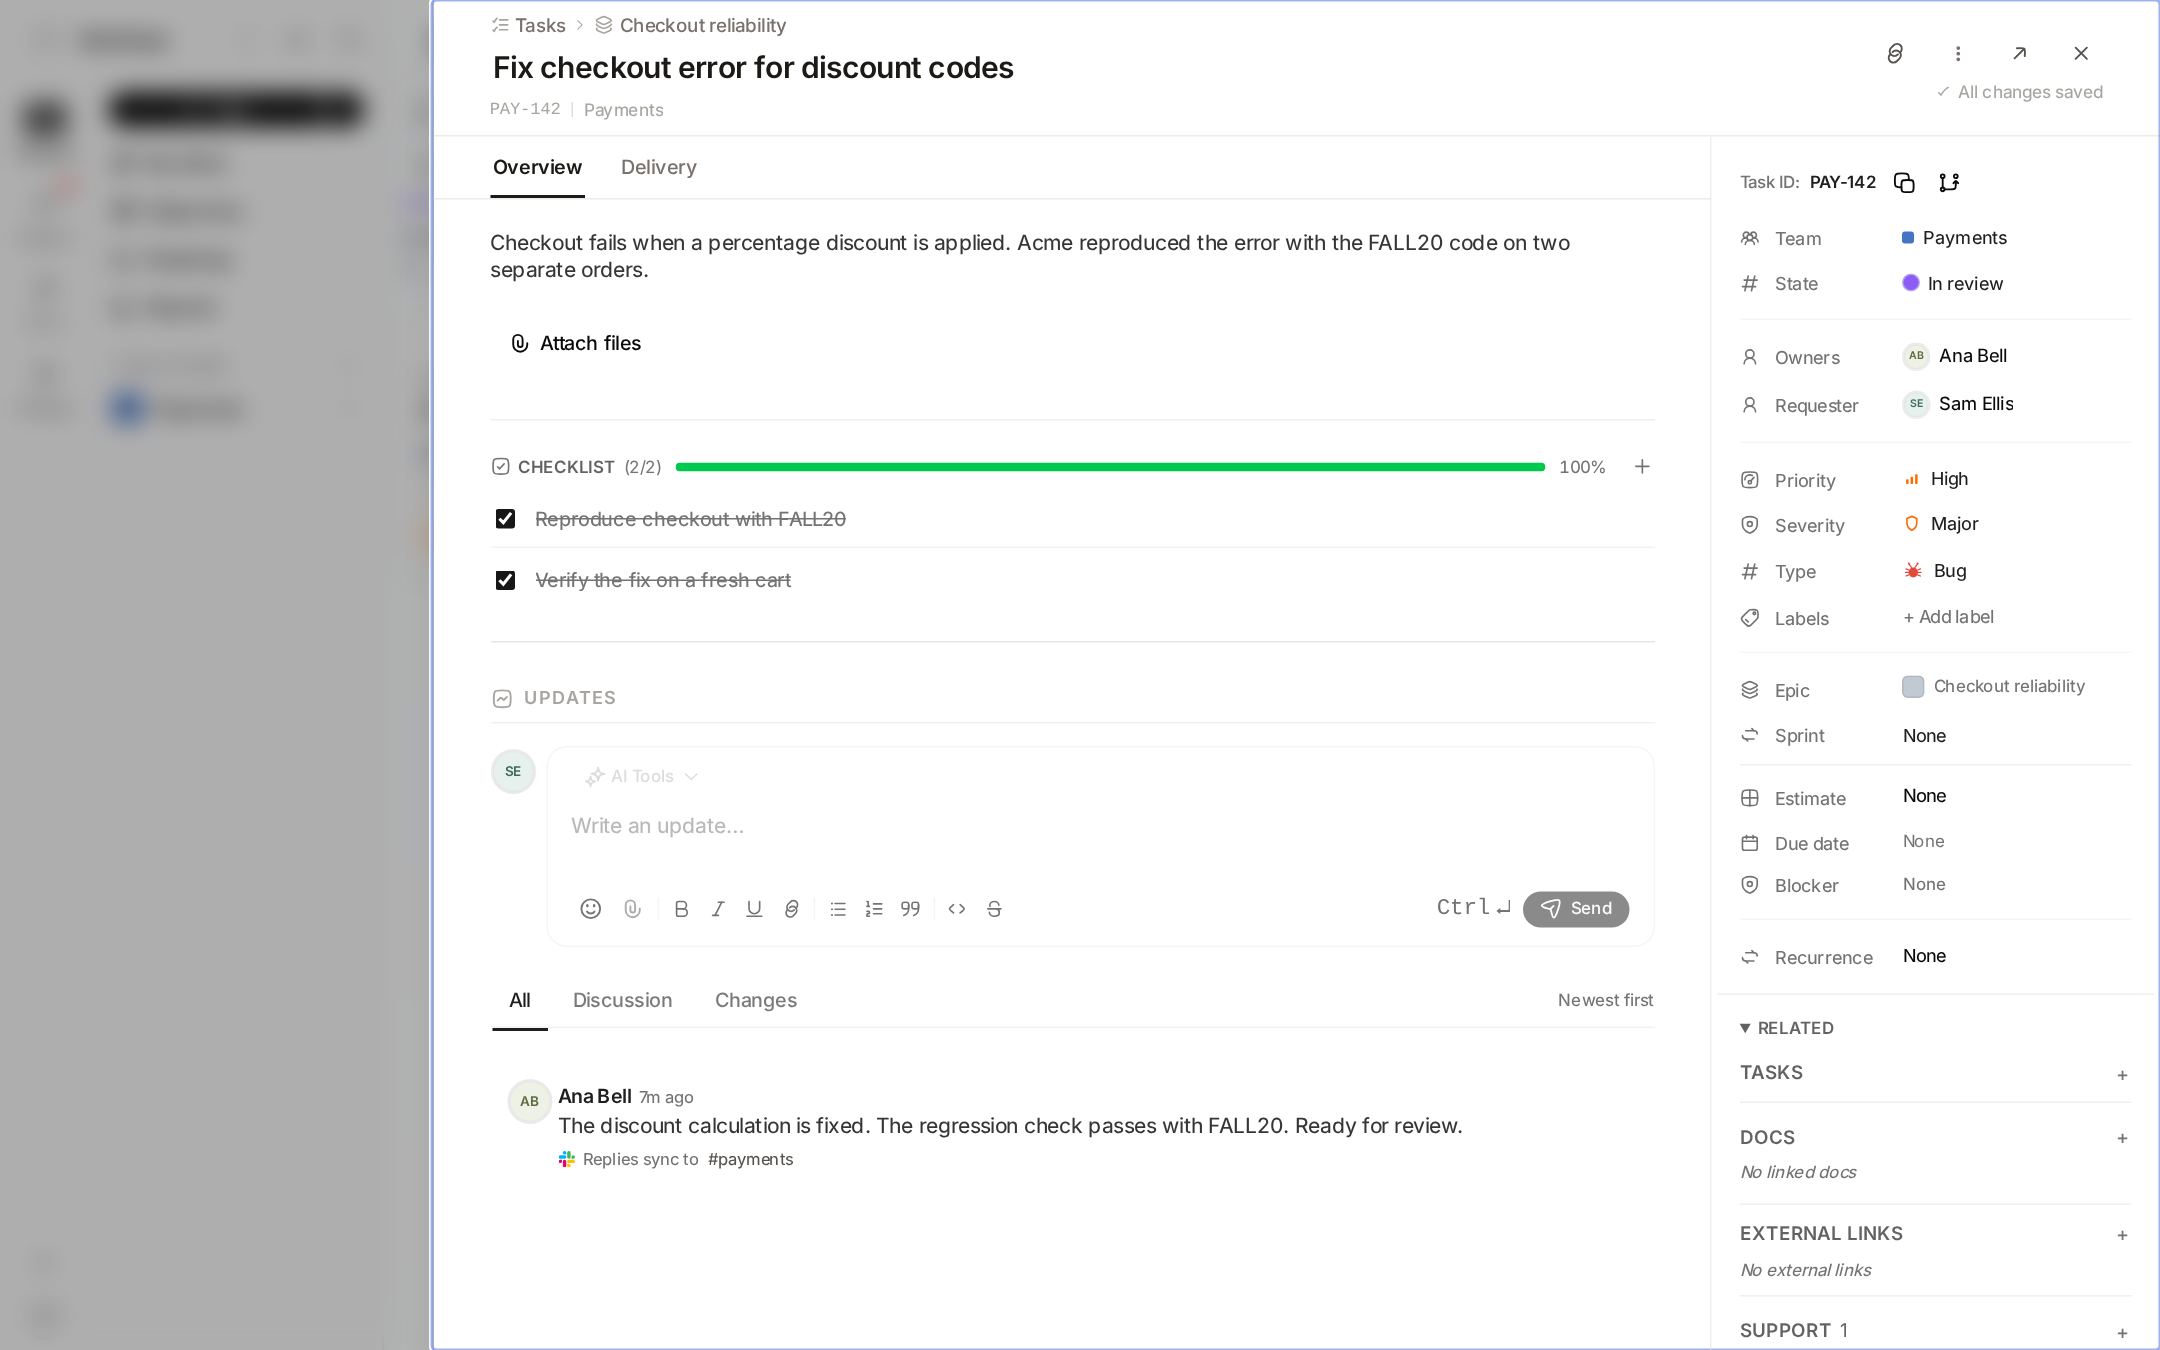 Tasks > Checkout reliability
Fix checkout error for discount codes
PAY-142 | Payments
✓ All changes saved
Overview
Delivery
Checkout fails when a percentage discount is applied. Acme reproduced the error with the FALL20 code on two
separate orders.
Attach files
CHECKLIST (2/2) 100% +
Reproduce checkout with FALL20
Verify the fix on a fresh cart
UPDATES
SE
AI Tools
Write an update...
Ctrl ↵ Send
All
Discussion
Changes
Newest first
AB Ana Bell 7m ago
The discount calculation is fixed. The regression check passes with FALL20. Ready for review.
Replies sync to #payments
Task ID: PAY-142
Team Payments
State In review
Owners AB Ana Bell
Requester SE Sam Ellis
Priority High
Severity Major
Type Bug
Labels + Add label
Epic Checkout reliability
Sprint None
Estimate None
Due date None
Blocker None
Recurrence None
▼ RELATED
TASKS +
DOCS +
No linked docs
EXTERNAL LINKS +
No external links
SUPPORT 1 +